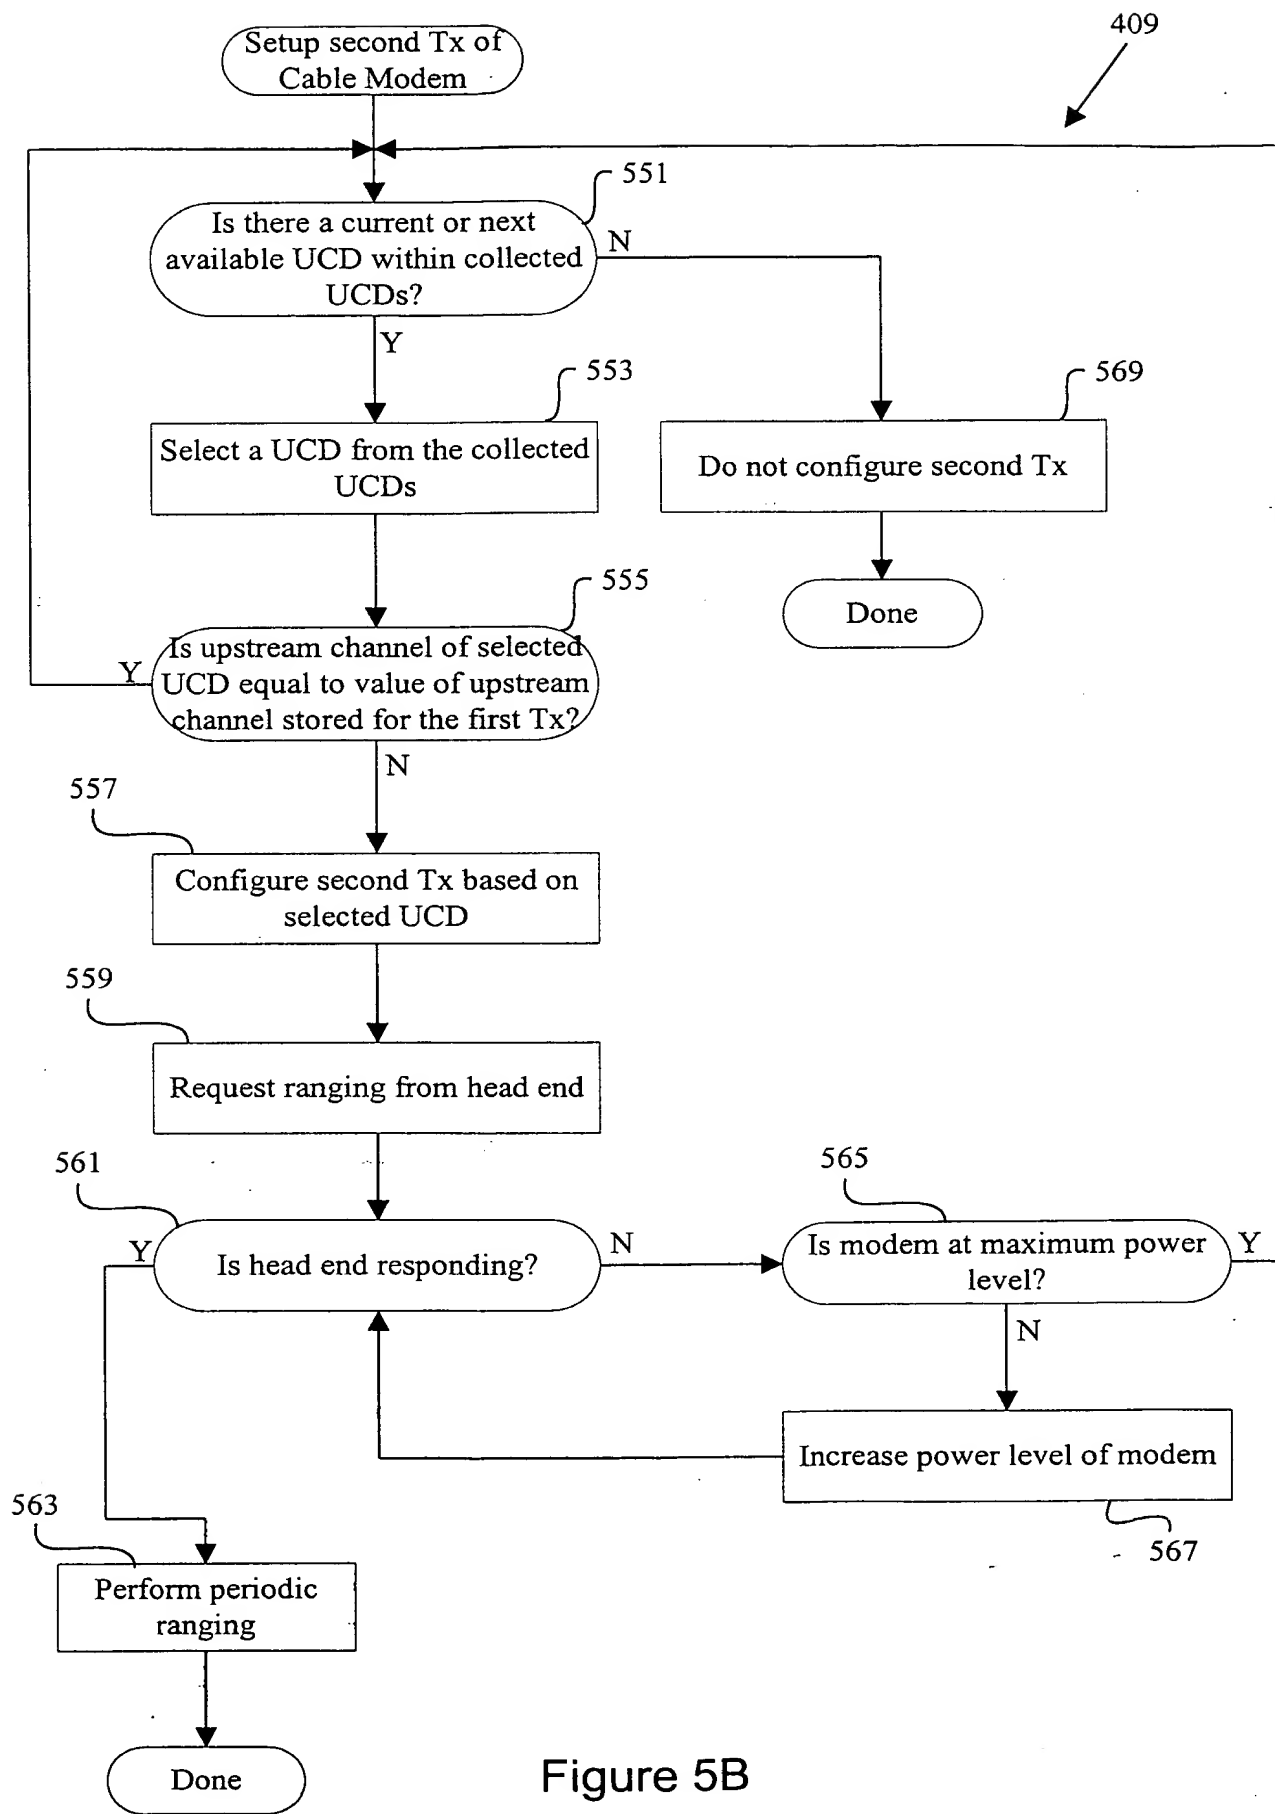 Setup second Tx of
Cable Modem
409
551
Is there a current or next
available UCD within collected
UCDs?
N
Y
553
569
Select a UCD from the collected
UCDs
Do not configure second Tx
555
Done
Is upstream channel of selected
UCD equal to value of upstream
channel stored for the first Tx?
Y
N
557
Configure second Tx based on
selected UCD
559
Request ranging from head end
561
565
Y
Is head end responding?
N
Is modem at maximum power
level?
Y
N
Increase power level of modem
563
567
Perform periodic
ranging
Done
Figure 5B